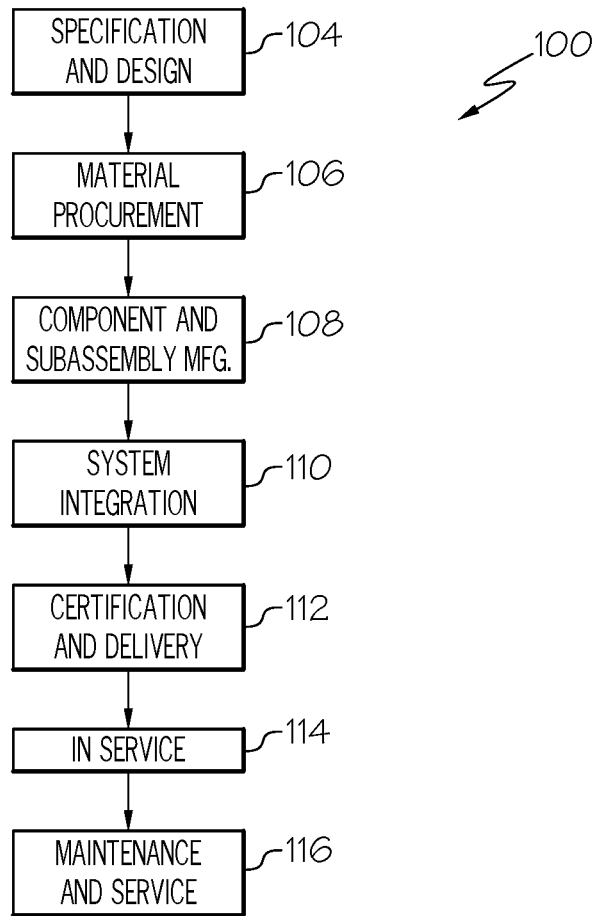 SPECIFICATION
AND DESIGN
104
100
MATERIAL
PROCUREMENT
106
COMPONENT AND
SUBASSEMBLY MFG.
108
SYSTEM
INTEGRATION
110
CERTIFICATION
AND DELIVERY
112
IN SERVICE
114
MAINTENANCE
AND SERVICE
116